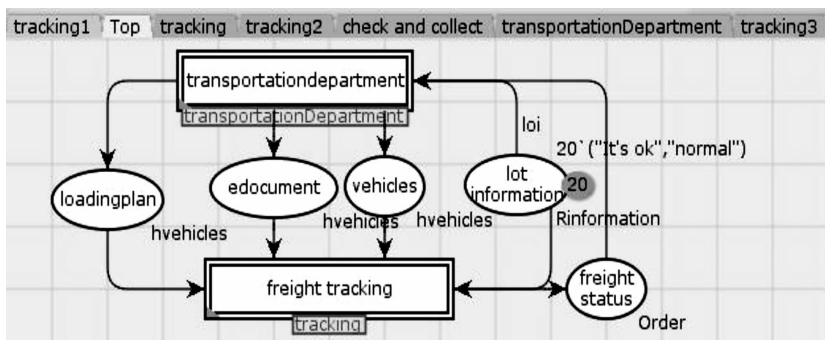 tracking1 Top tracking tracking2 check and collect transportationDepartment tracking3
transportationdepartment
transportationDepartment
loi
20`("It's ok","normal")
loadingplan
edocument
vehicles
lot
information
20
hvehicles
hvehicles
hvehicles
Rinformation
freight tracking
tracking
freight
status
Order